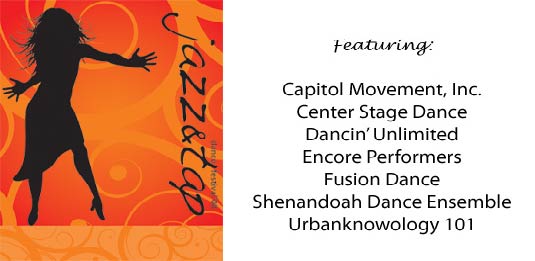 jazz&tap
Featuring:
Capitol Movement, Inc.
Center Stage Dance
Dancin' Unlimited
Encore Performers
Fusion Dance
Shenandoah Dance Ensemble
Urbanknowology 101